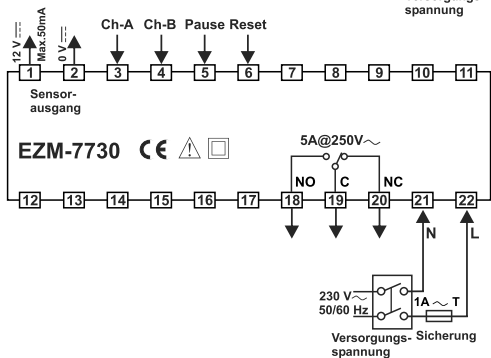 Versorgungs-
spannung
12 V
Max.50mA
0 V
Ch-A Ch-B Pause Reset
1 2 3 4 5 6 7 8 9 10 11
Sensor-
ausgang
5A@250V
EZM-7730 CE
NO C NC
12 13 14 15 16 17 18 19 20 21 22
N L
230 V
50/60 Hz
1A T
Versorgungs-
spannung
Sicherung